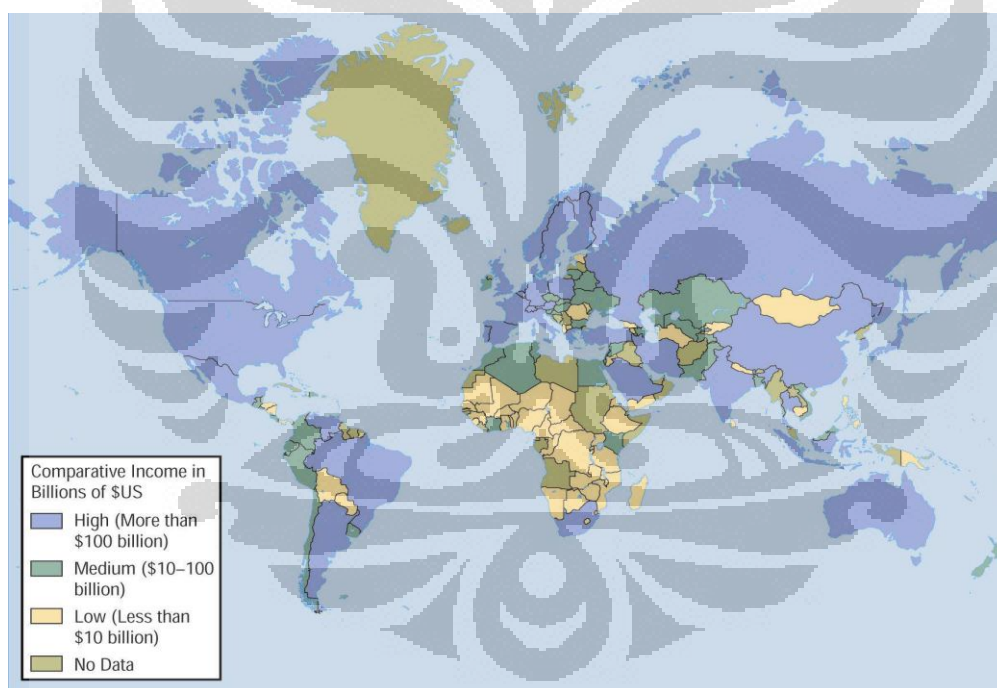 Comparative Income in
Billions of $US
High (More than
$100 billion)
Medium ($10–100
billion)
Low (Less than
$10 billion)
No Data